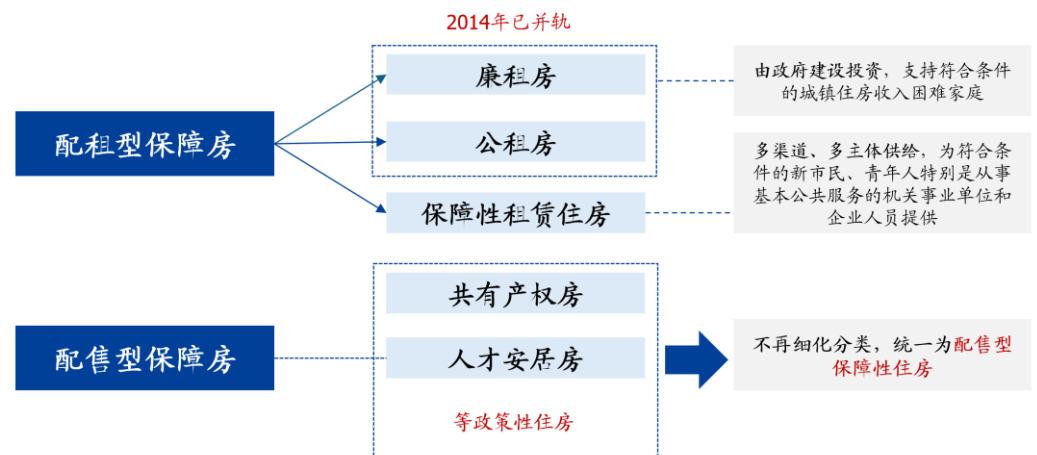 2014年已并轨
配租型保障房
廉租房
公租房
保障性租赁住房
由政府建设投资，支持符合条件
的城镇住房收入困难家庭
多渠道、多主体供给，为符合条
件的新市民、青年人特别是从事
基本公共服务的机关事业单位和
企业人员提供
配售型保障房
共有产权房
人才安居房
等政策性住房
不再细化分类，统一为配售型
保障性住房